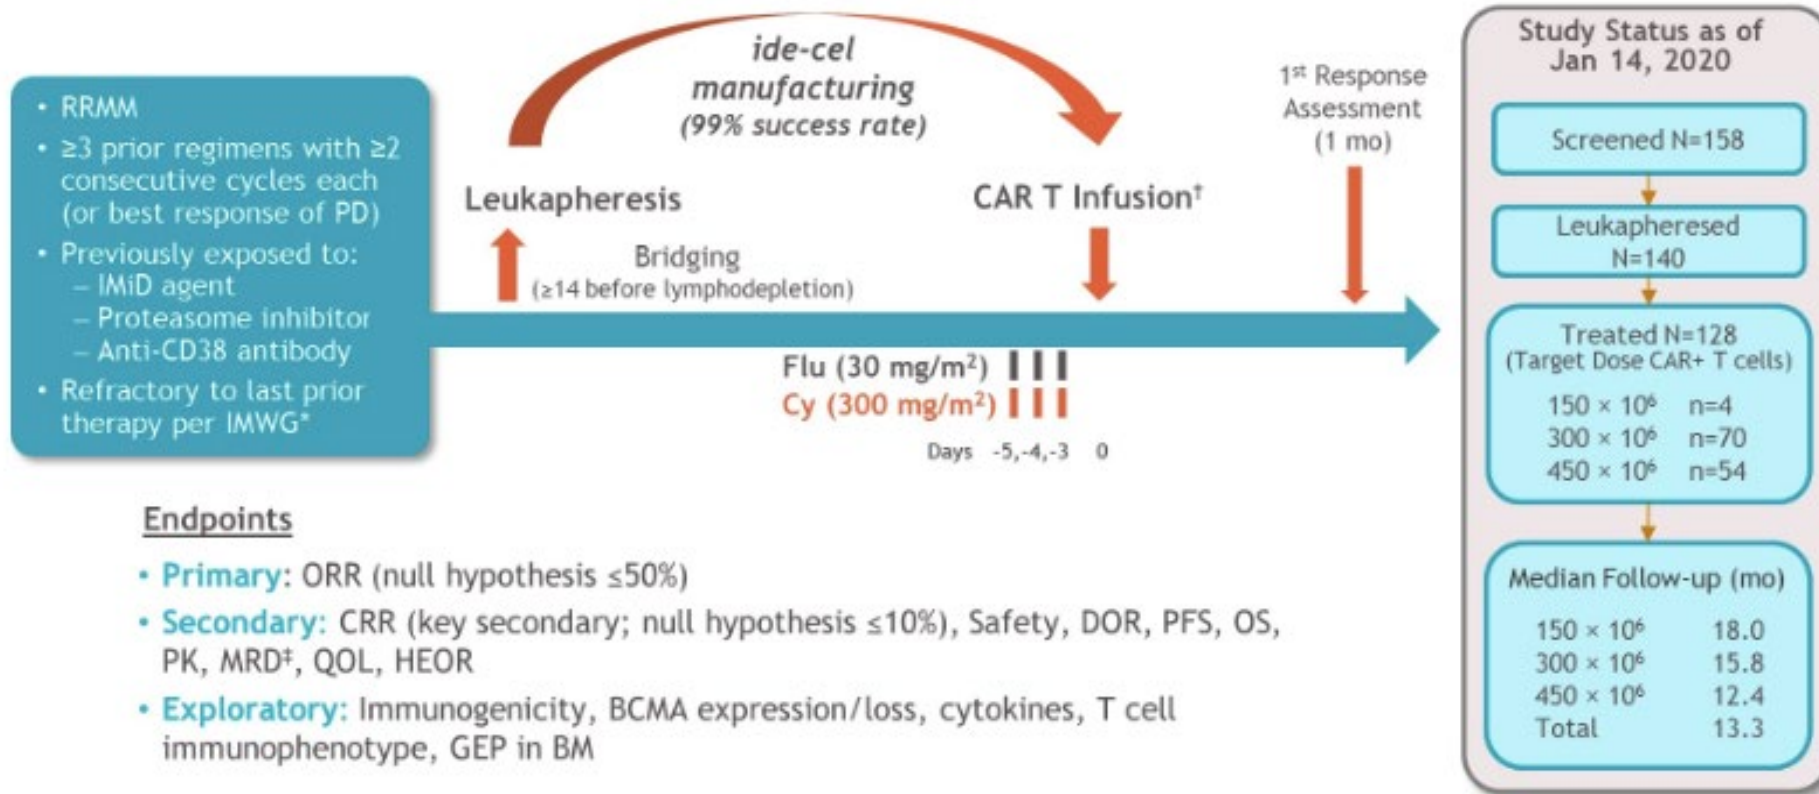 • RRMM
• ≥3 prior regimens with ≥2
consecutive cycles each
(or best response of PD)
• Previously exposed to:
– IMiD agent
– Proteasome inhibitor
– Anti-CD38 antibody
• Refractory to last prior
therapy per IMWG*
ide-cel
manufacturing
(99% success rate)
Leukapheresis
CAR T Infusion†
1st Response
Assessment
(1 mo)
Bridging
(≥14 before lymphodepletion)
Flu (30 mg/m²)
Cy (300 mg/m²)
Days -5,-4,-3 0
Endpoints
• Primary: ORR (null hypothesis ≤50%)
• Secondary: CRR (key secondary; null hypothesis ≤10%), Safety, DOR, PFS, OS,
PK, MRD‡, QOL, HEOR
• Exploratory: Immunogenicity, BCMA expression/loss, cytokines, T cell
immunophenotype, GEP in BM
Study Status as of
Jan 14, 2020
Screened N=158
Leukapheresed
N=140
Treated N=128
(Target Dose CAR+ T cells)
150 × 10⁶ n=4
300 × 10⁶ n=70
450 × 10⁶ n=54
Median Follow-up (mo)
150 × 10⁶ 18.0
300 × 10⁶ 15.8
450 × 10⁶ 12.4
Total 13.3